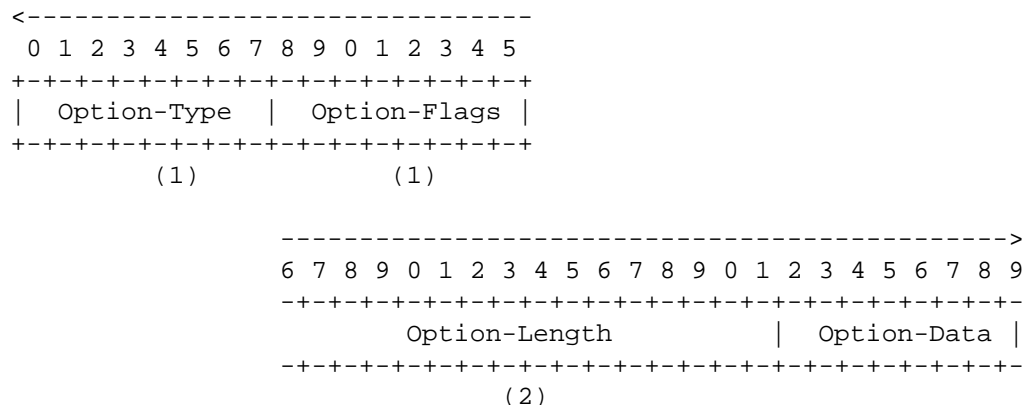 <---------------------------------
 0 1 2 3 4 5 6 7 8 9 0 1 2 3 4 5
+-+-+-+-+-+-+-+-+-+-+-+-+-+-+-+-+
|  Option-Type  |  Option-Flags |
+-+-+-+-+-+-+-+-+-+-+-+-+-+-+-+-+
         (1)            (1)
                 ----------------------------------------------->
                 6 7 8 9 0 1 2 3 4 5 6 7 8 9 0 1 2 3 4 5 6 7 8 9
                 -+-+-+-+-+-+-+-+-+-+-+-+-+-+-+-+-+-+-+-+-+-+-+-
                         Option-Length          |  Option-Data |
                 -+-+-+-+-+-+-+-+-+-+-+-+-+-+-+-+-+-+-+-+-+-+-+-
                               (2)